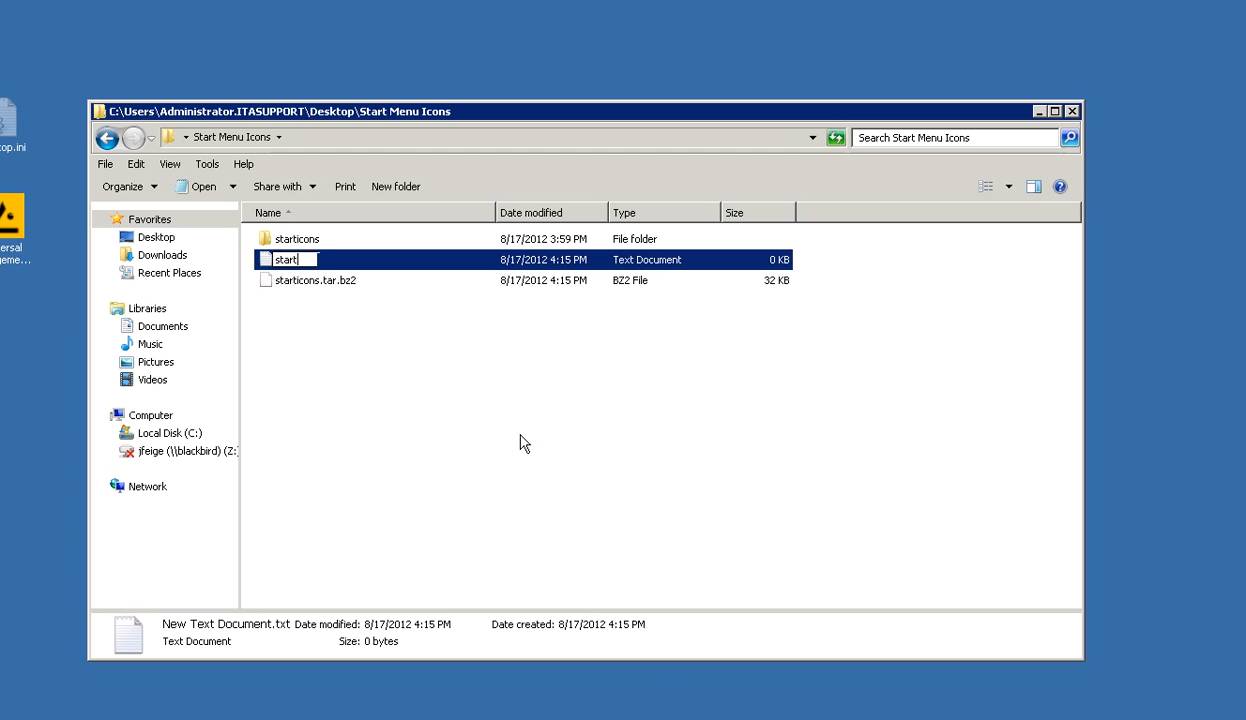 top.ini
ersal
geme...
C:\Users\Administrator.ITASUPPORT\Desktop\Start Menu Icons
Start Menu Icons
Search Start Menu Icons
File Edit View Tools Help
Organize Open Share with Print New folder
Name Date modified Type Size
Favorites
Desktop
Downloads
Recent Places
Libraries
Documents
Music
Pictures
Videos
Computer
Local Disk (C:)
jfeige (\\blackbird) (Z:)
Network
starticons 8/17/2012 3:59 PM File folder
start 8/17/2012 4:15 PM Text Document 0 KB
starticons.tar.bz2 8/17/2012 4:15 PM BZ2 File 32 KB
New Text Document.txt Date modified: 8/17/2012 4:15 PM Date created: 8/17/2012 4:15 PM
Text Document Size: 0 bytes